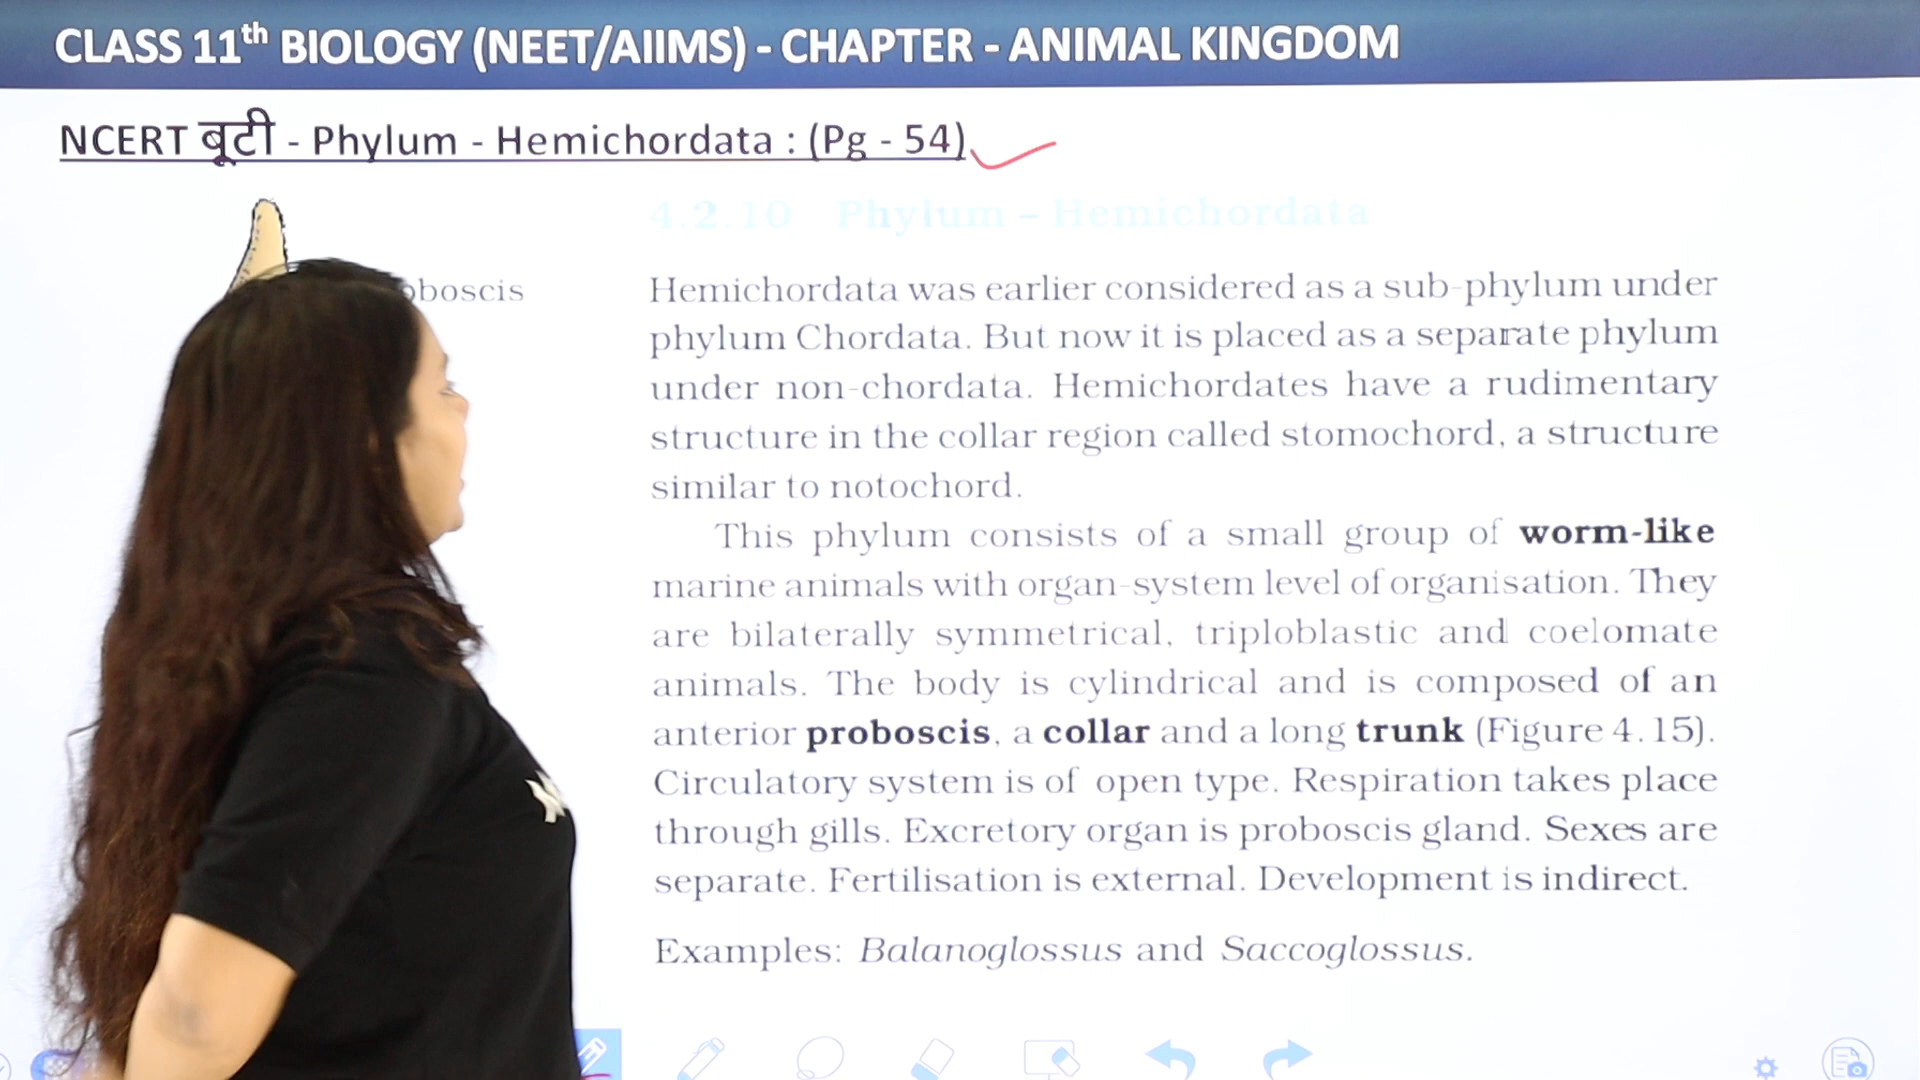 CLASS 11th BIOLOGY (NEET/AIIMS) - CHAPTER - ANIMAL KINGDOM
NCERT बूटी - Phylum - Hemichordata : (Pg - 54)
4.2.10 Phylum – Hemichordata
Hemichordata was earlier considered as a sub-phylum under
phylum Chordata. But now it is placed as a separate phylum
under non-chordata. Hemichordates have a rudimentary
structure in the collar region called stomochord, a structure
similar to notochord.
This phylum consists of a small group of worm-like
marine animals with organ-system level of organisation. They
are bilaterally symmetrical, triploblastic and coelomate
animals. The body is cylindrical and is composed of an
anterior proboscis, a collar and a long trunk (Figure 4.15).
Circulatory system is of open type. Respiration takes place
through gills. Excretory organ is proboscis gland. Sexes are
separate. Fertilisation is external. Development is indirect.
Examples: Balanoglossus and Saccoglossus.